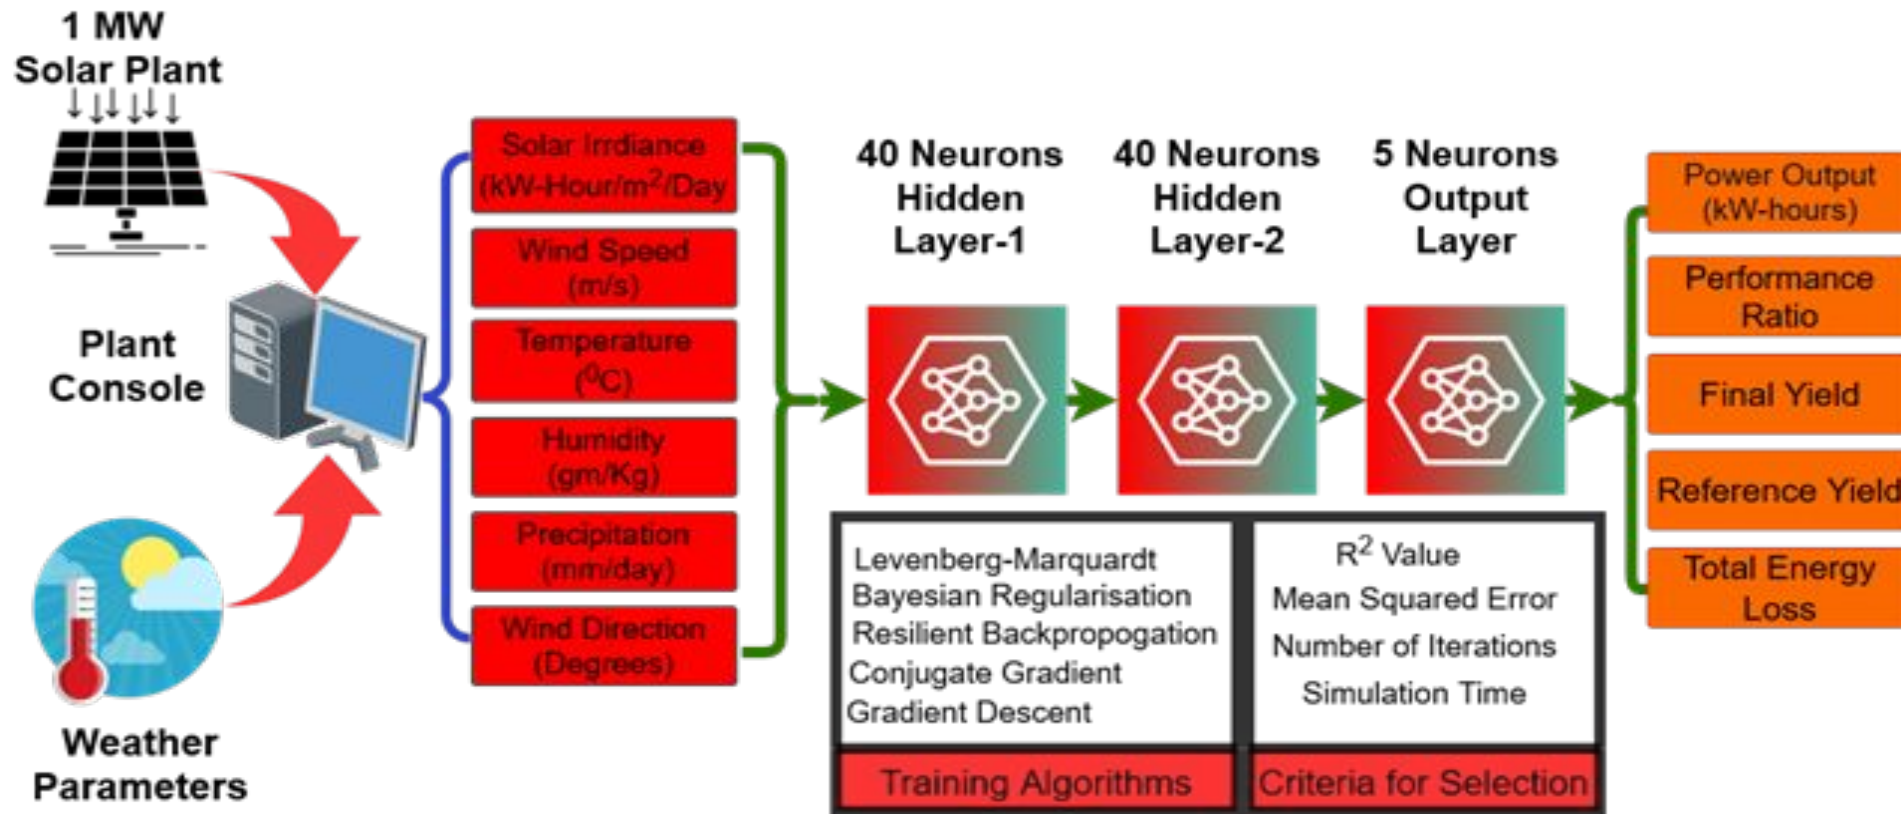 1 MW
Solar Plant
Plant
Console
Weather
Parameters
Solar Irrdiance
(kW-Hour/m²/Day
Wind Speed
(m/s)
Temperature
(⁰C)
Humidity
(gm/Kg)
Precipitation
(mm/day)
Wind Direction
(Degrees)
40 Neurons
Hidden
Layer-1
40 Neurons
Hidden
Layer-2
5 Neurons
Output
Layer
Levenberg-Marquardt
Bayesian Regularisation
Resilient Backpropogation
Conjugate Gradient
Gradient Descent
Training Algorithms
R² Value
Mean Squared Error
Number of Iterations
Simulation Time
Criteria for Selection
Power Output
(kW-hours)
Performance
Ratio
Final Yield
Reference Yield
Total Energy
Loss